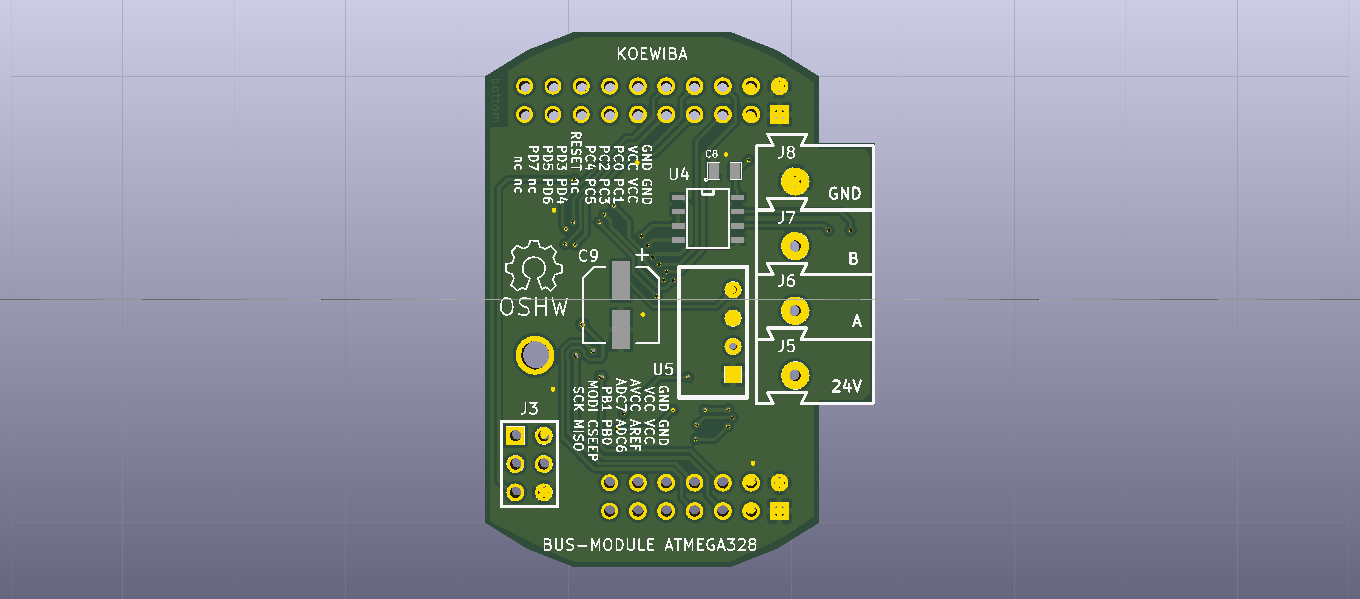 KOEWIBA
bottom
GND GND
VCC VCC
PC0 PC1
PC2 PC3
PC4 PC5
RESET nc
PD3 PD4
PD5 PD6
PD7 nc
nc nc
C8
U4
J8
GND
J7
B
J6
A
J5
24V
C9
+
OSHW
U5
GND GND
VCC VCC
AVCC AREF
ADC7 ADC6
PB1 PB0
MODI CSEEP
SCK MISO
J3
BUS-MODULE ATMEGA328